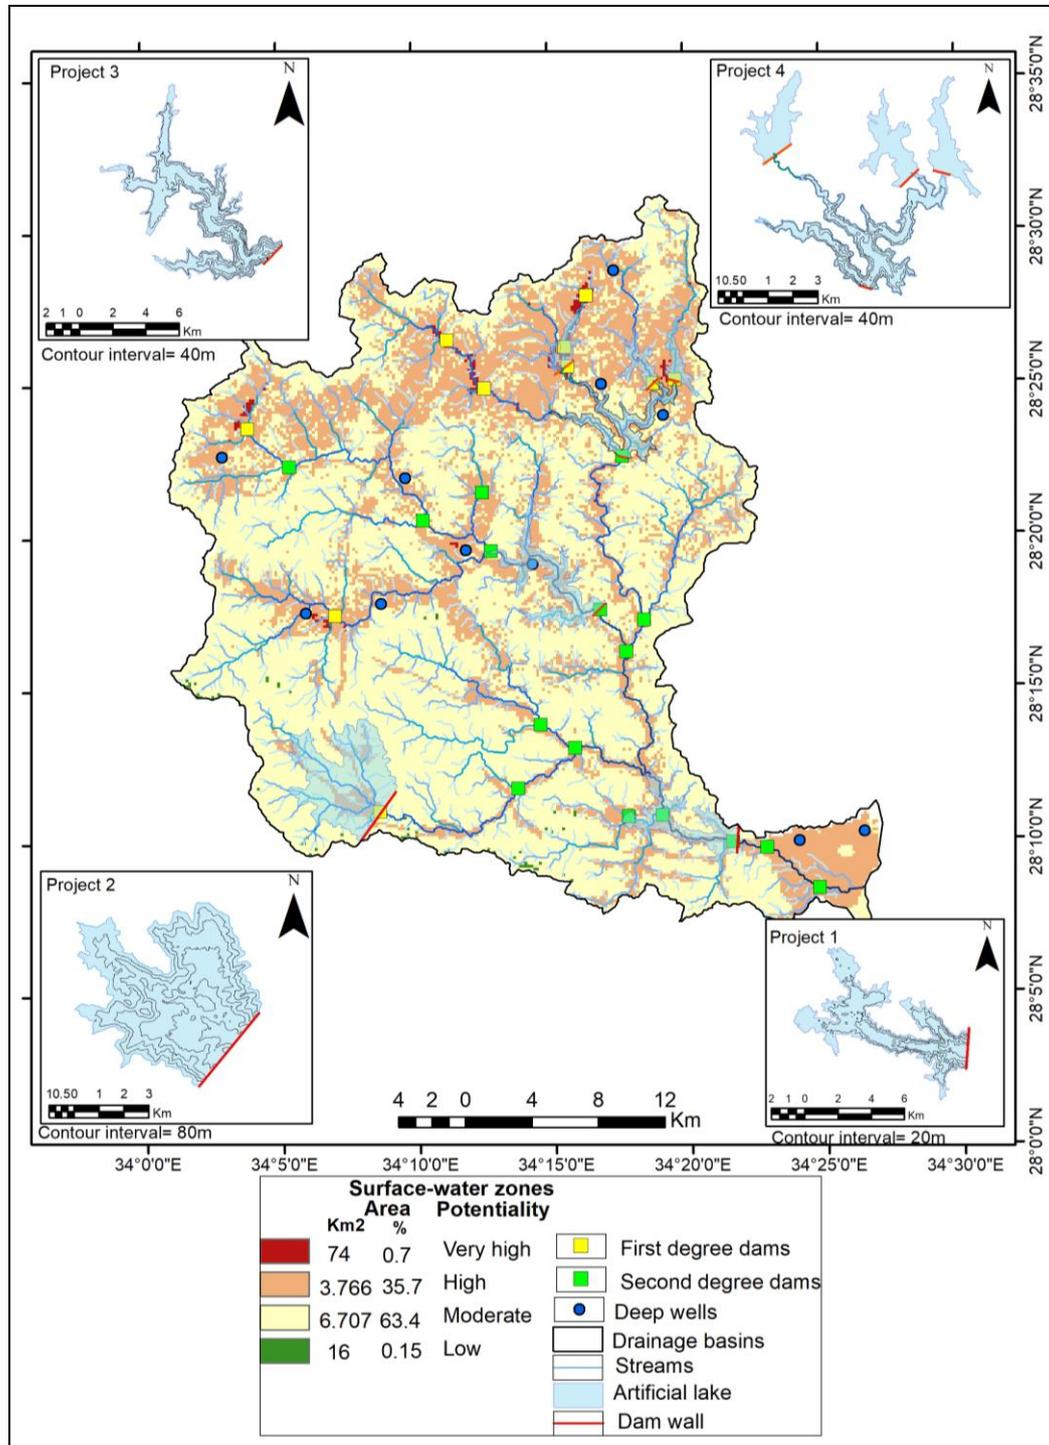 Project 3
N
2 1 0 2 4 6
Km
Contour interval= 40m
Project 4
N
10.50 1 2 3
Km
Contour interval= 40m
28°35'0"N
28°30'0"N
28°25'0"N
28°20'0"N
28°15'0"N
28°10'0"N
28°5'0"N
28°0'0"N
Project 2
N
10.50 1 2 3
Km
Contour interval= 80m
4 2 0 4 8 12
Km
Project 1
N
2 1 0 2 4 6
Km
Contour interval= 20m
34°0'0"E 34°5'0"E 34°10'0"E 34°15'0"E 34°20'0"E 34°25'0"E 34°30'0"E
Surface-water zones
Area Potentiality
Km2 %
74 0.7 Very high
3.766 35.7 High
6.707 63.4 Moderate
16 0.15 Low
First degree dams
Second degree dams
Deep wells
Drainage basins
Streams
Artificial lake
Dam wall